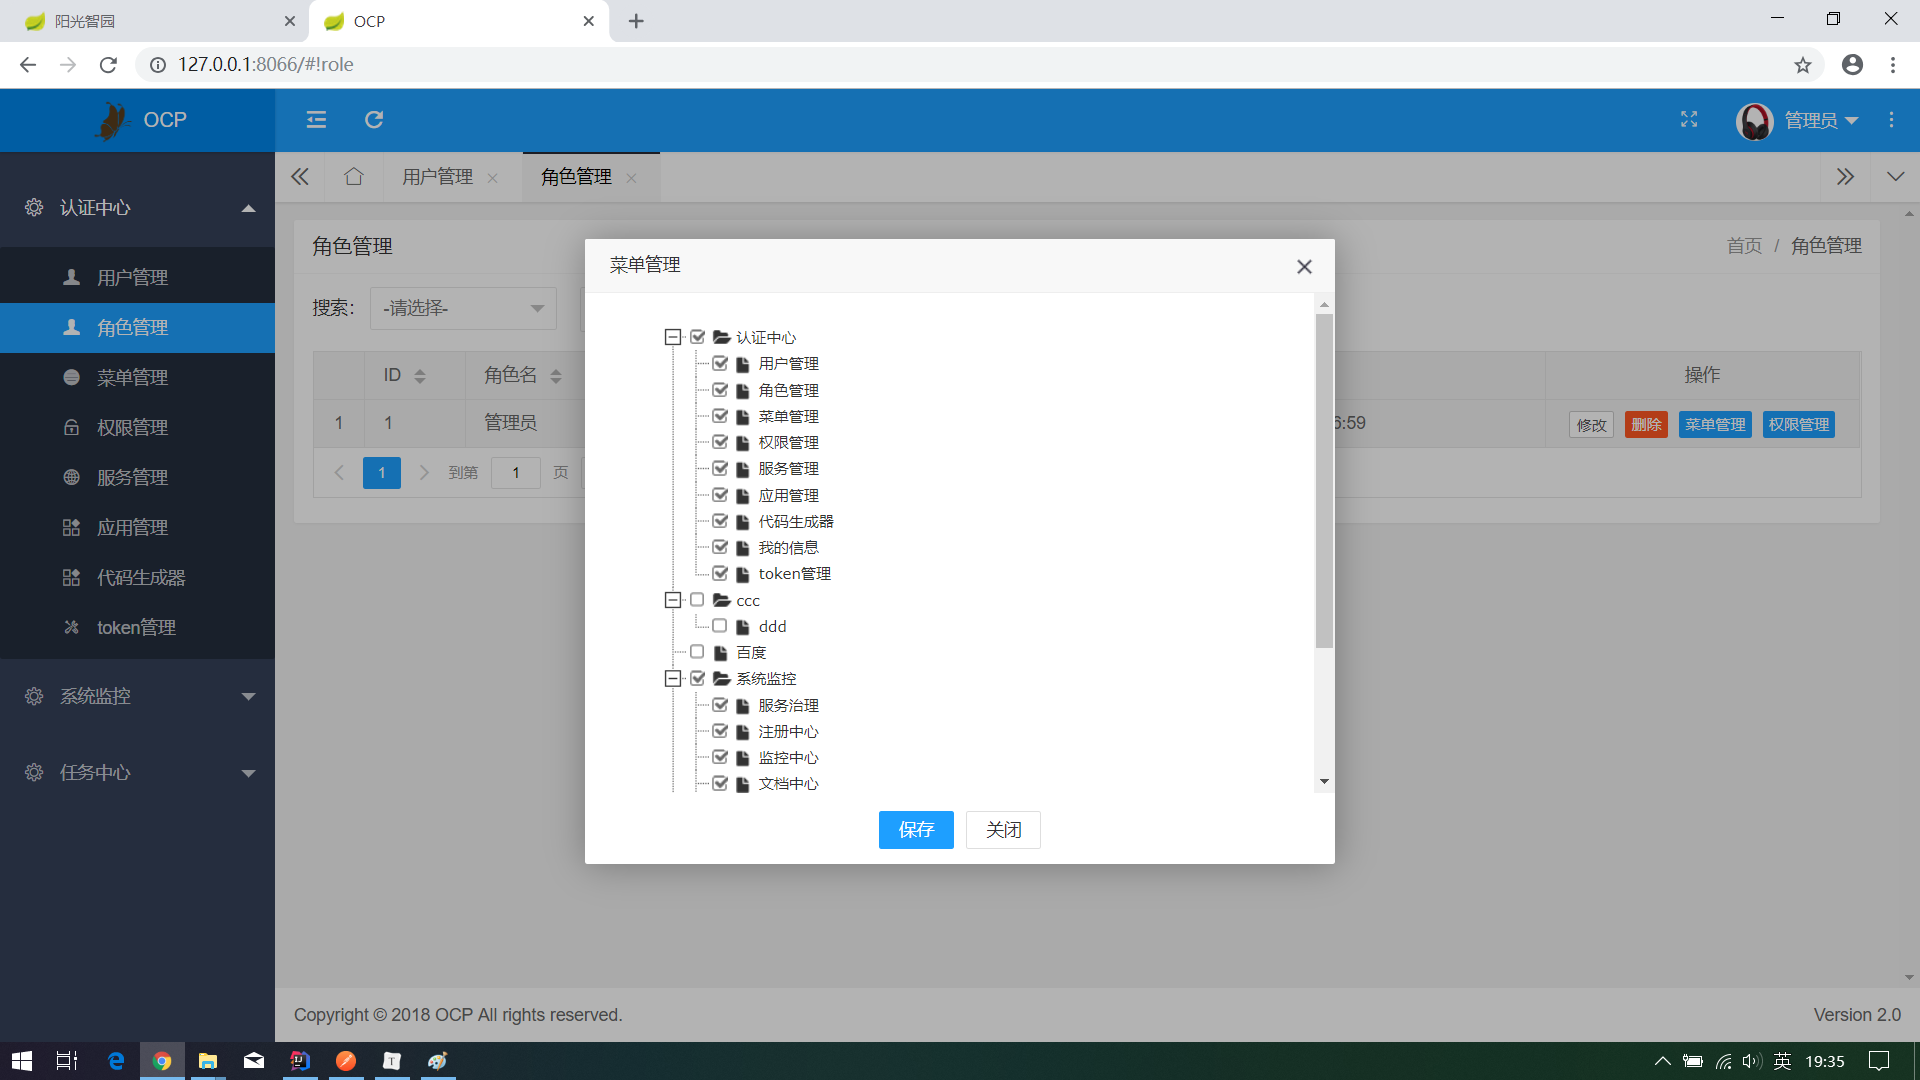 阳光智园
OCP
127.0.0.1:8066/#!role
OCP
管理员
用户管理
角色管理
认证中心
用户管理
角色管理
菜单管理
权限管理
服务管理
应用管理
代码生成器
token管理
系统监控
任务中心
角色管理
首页 / 角色管理
搜索：
-请选择-
ID
角色名
操作
1
1
管理员
6:59
修改
删除
菜单管理
权限管理
1
到第
1
页
菜单管理
认证中心
用户管理
角色管理
菜单管理
权限管理
服务管理
应用管理
代码生成器
我的信息
token管理
ccc
ddd
百度
系统监控
服务治理
注册中心
监控中心
文档中心
保存
关闭
Copyright © 2018 OCP All rights reserved.
Version 2.0
英
19:35